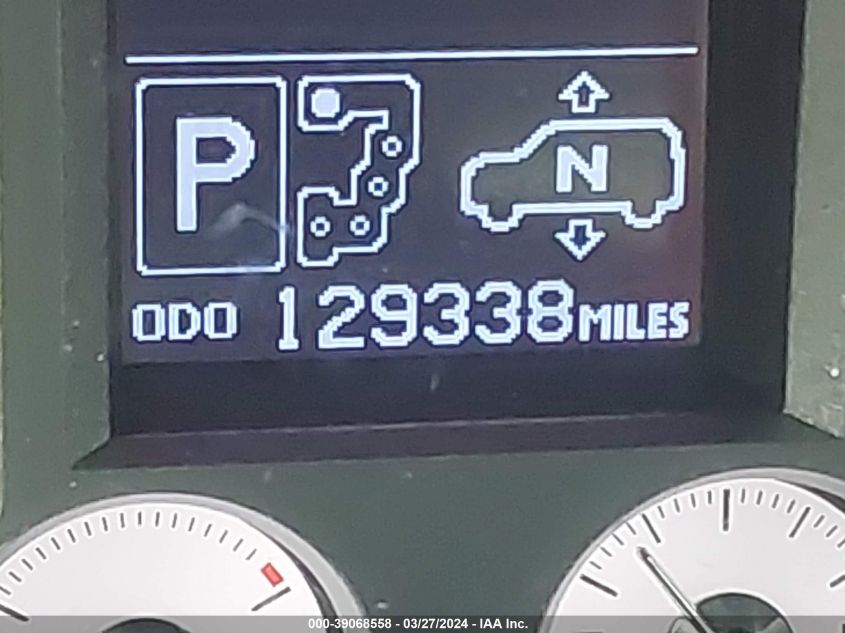 P
N
ODO 129338 MILES
000-39068558 - 03/27/2024 - IAA Inc.